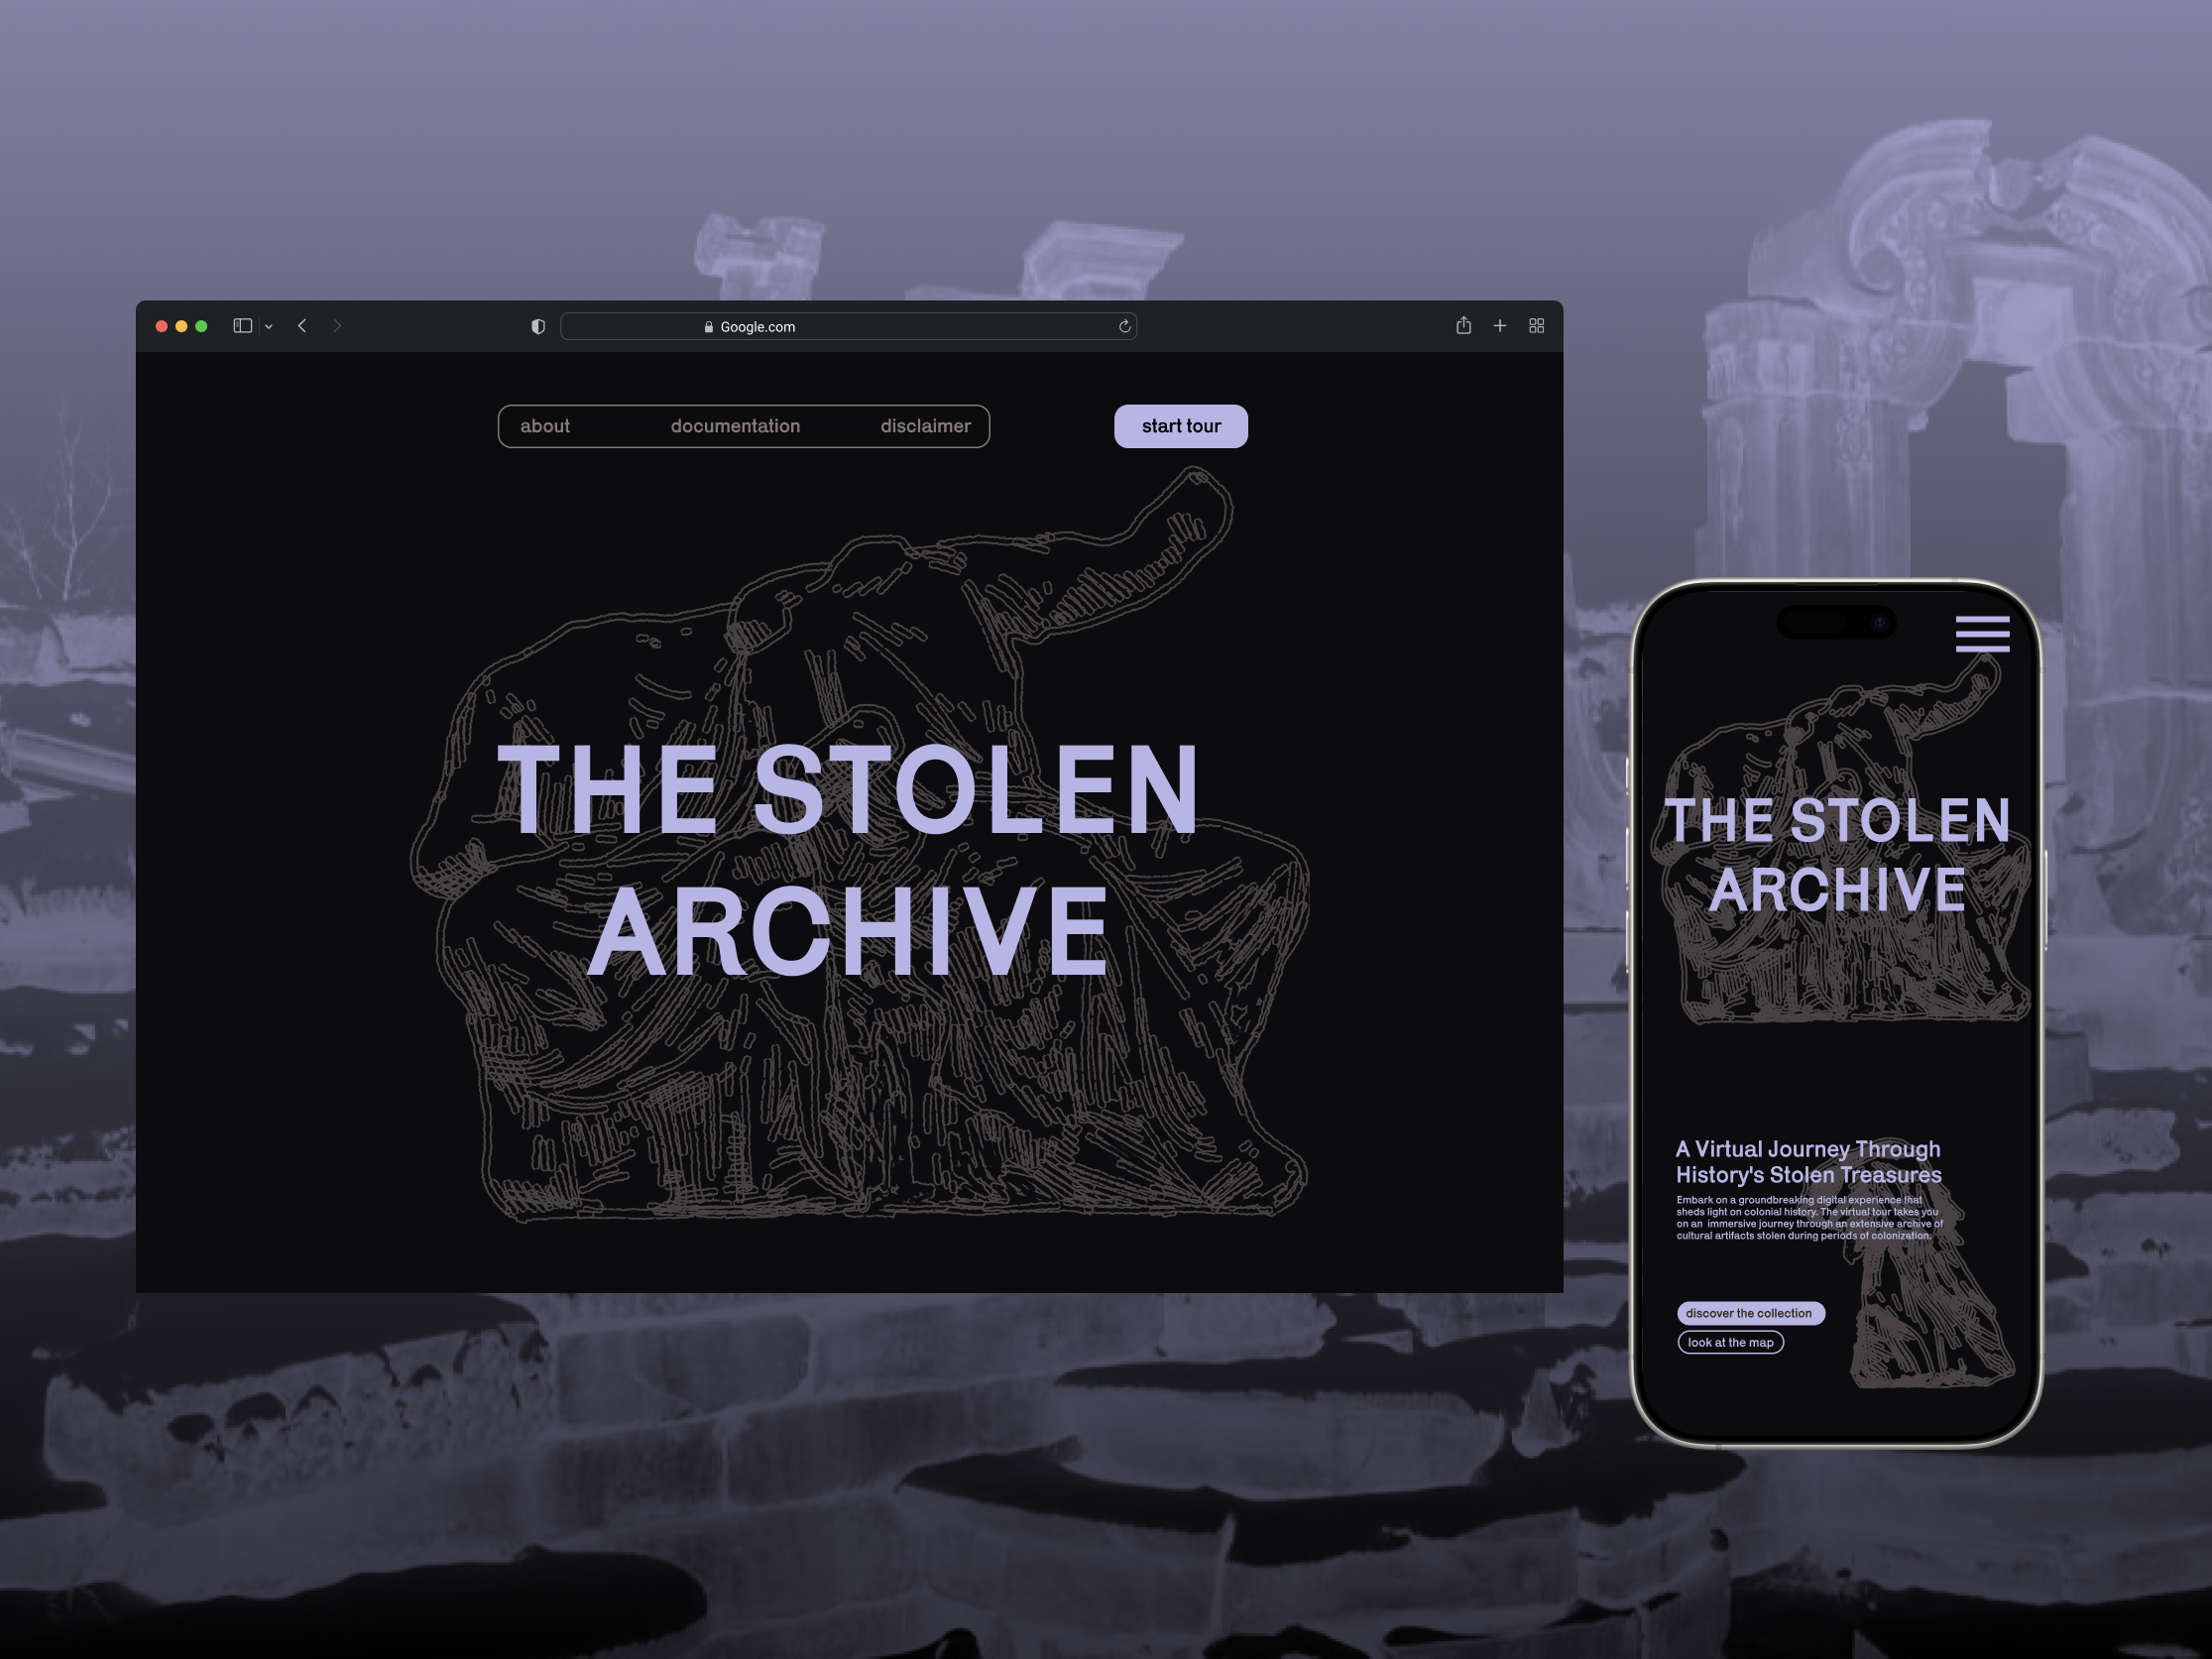 Google.com
about documentation disclaimer start tour
THE STOLEN
ARCHIVE
THE STOLEN
ARCHIVE
A Virtual Journey Through
History's Stolen Treasures
Embark on a groundbreaking digital experience that
sheds light on colonial history. The virtual tour takes you
on an immersive journey through an extensive archive of
cultural artifacts stolen during periods of colonization.
discover the collection
look at the map